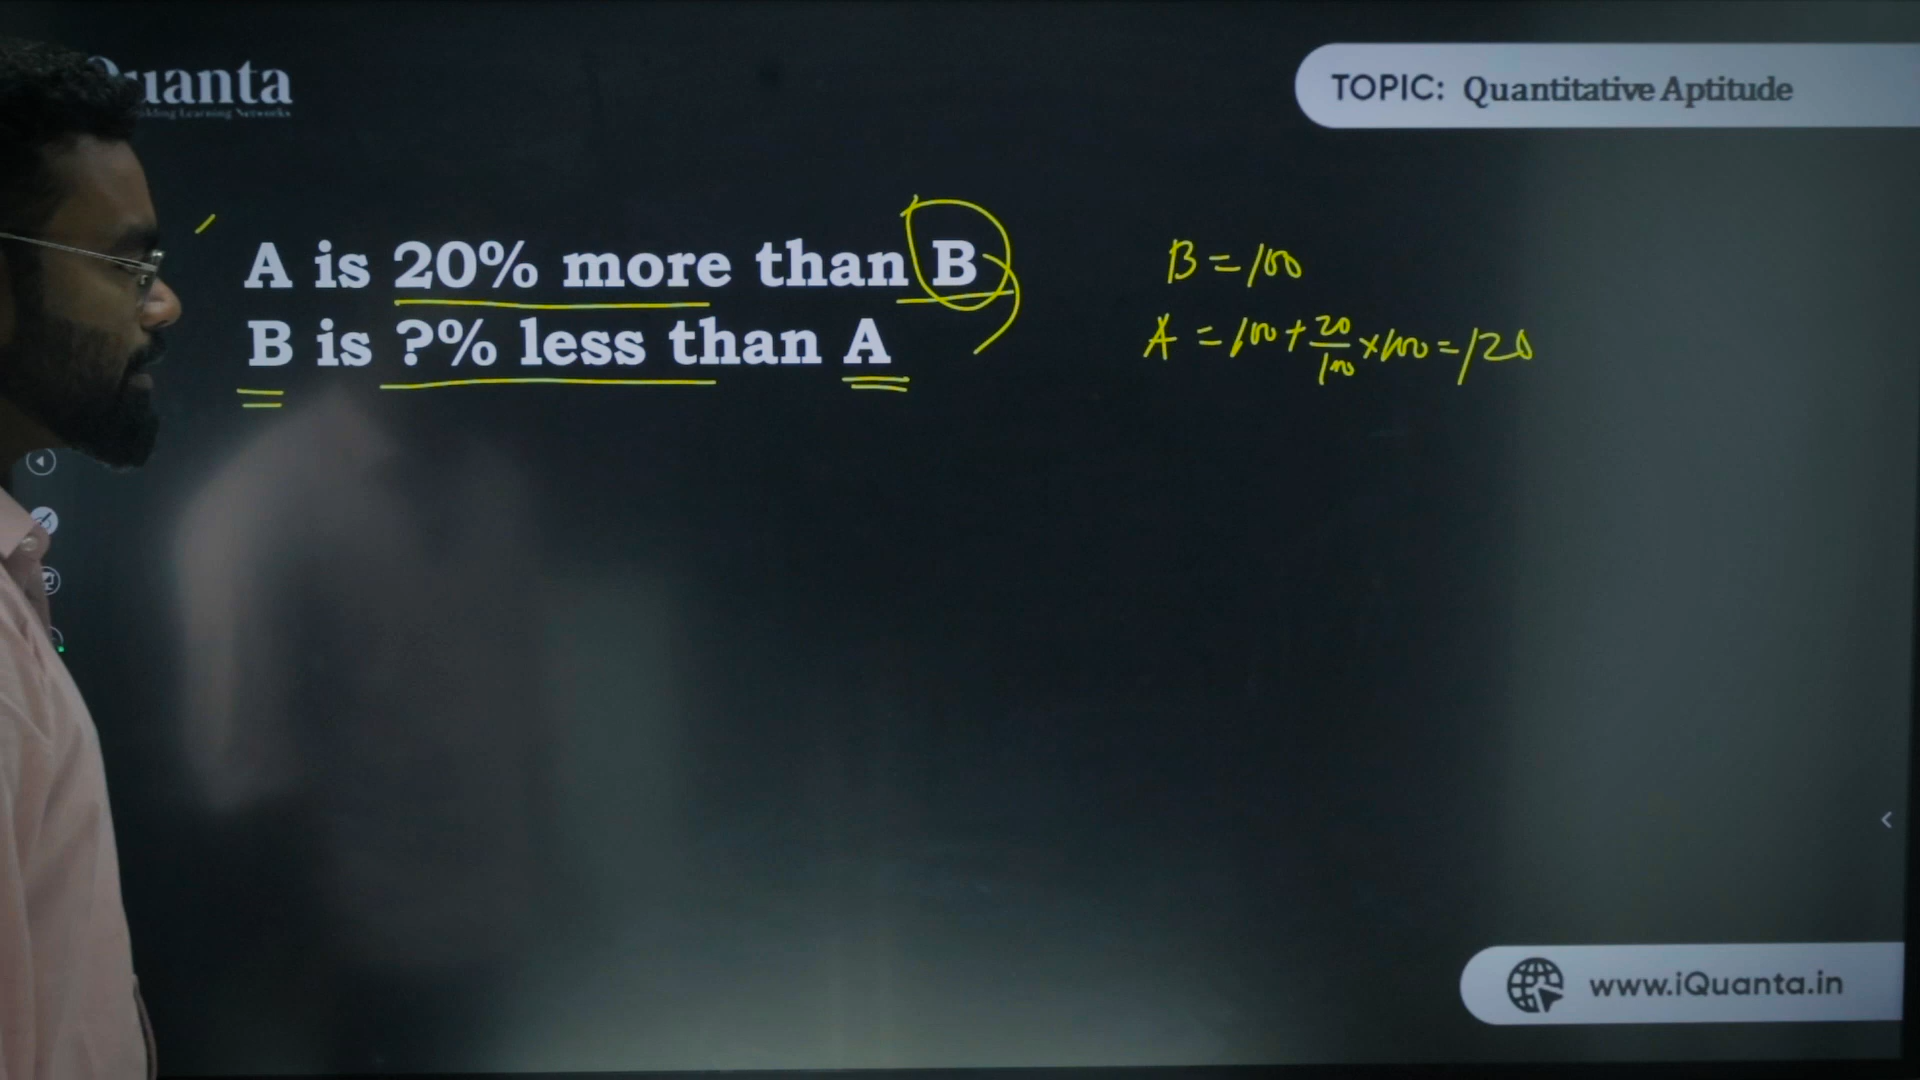 Quanta
TOPIC: Quantitative Aptitude
A is 20% more than B
B is ?% less than A
B = 100
A = 100 + 20/100 × 100 = 120
www.iQuanta.in